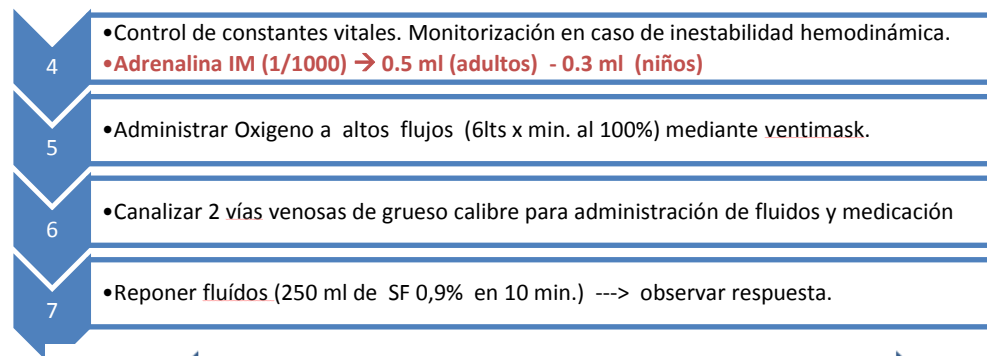 4
•Control de constantes vitales. Monitorización en caso de inestabilidad hemodinámica.
•Adrenalina IM (1/1000) → 0.5 ml (adultos) - 0.3 ml (niños)
5
•Administrar Oxigeno a altos flujos (6lts x min. al 100%) mediante ventimask.
6
•Canalizar 2 vías venosas de grueso calibre para administración de fluidos y medicación
7
•Reponer fluídos (250 ml de SF 0,9% en 10 min.) ---> observar respuesta.